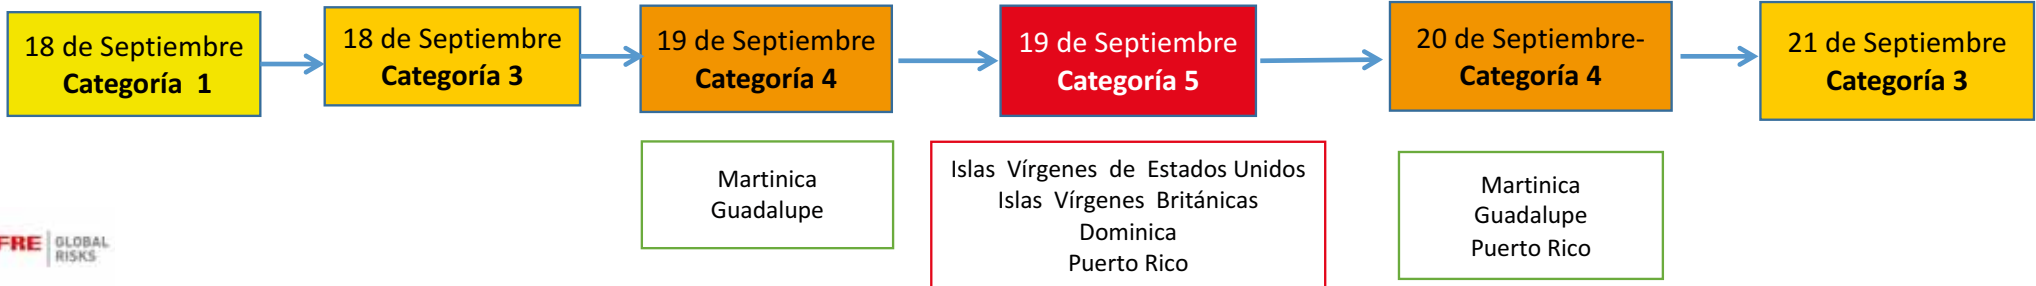 18 de Septiembre
Categoría 1
18 de Septiembre
Categoría 3
19 de Septiembre
Categoría 4
19 de Septiembre
Categoría 5
20 de Septiembre-
Categoría 4
21 de Septiembre
Categoría 3
Martinica
Guadalupe
Islas Vírgenes de Estados Unidos
Islas Vírgenes Británicas
Dominica
Puerto Rico
Martinica
Guadalupe
Puerto Rico
FRE
GLOBAL
RISKS